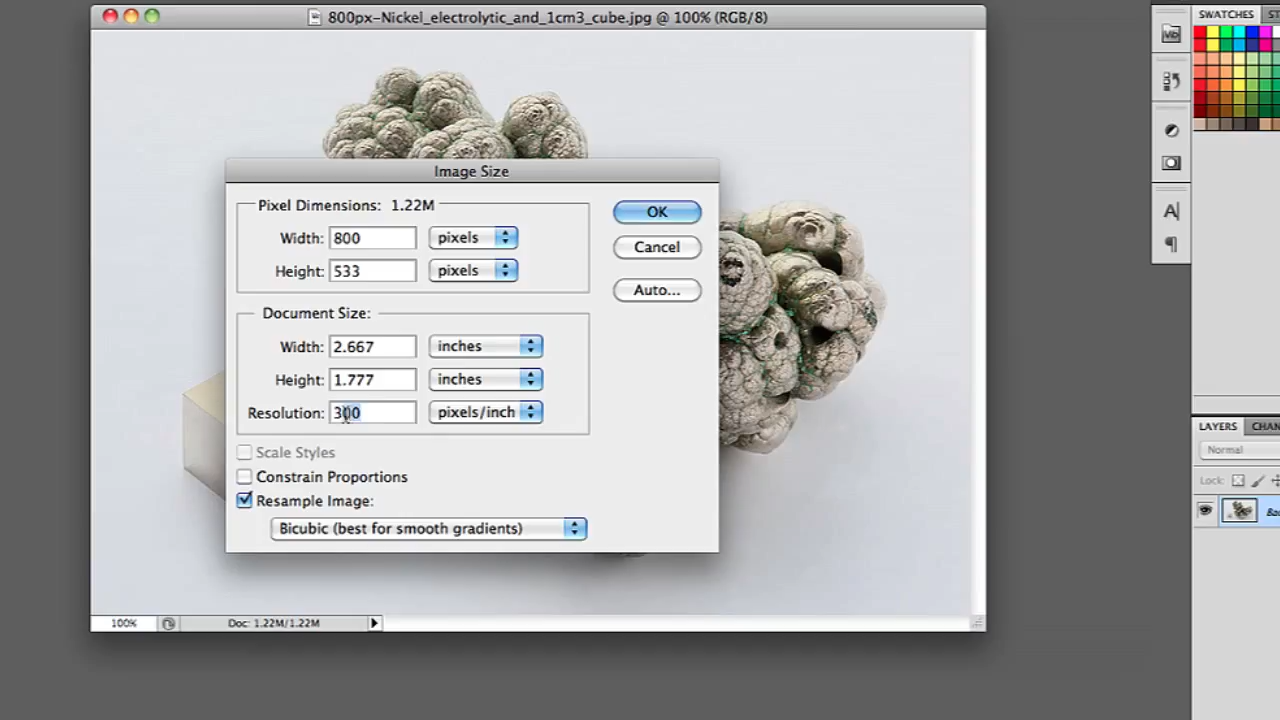 800px-Nickel_electrolytic_and_1cm3_cube.jpg @ 100% (RGB/8)
SWATCHES
Mb
Image Size
Pixel Dimensions: 1.22M
Width: 800 pixels
Height: 533 pixels
OK
Cancel
Auto...
Document Size:
Width: 2.667 inches
Height: 1.777 inches
Resolution: 300 pixels/inch
Scale Styles
Constrain Proportions
Resample Image:
Bicubic (best for smooth gradients)
A
¶
LAYERS
Normal
Lock:
100%
Doc: 1.22M/1.22M